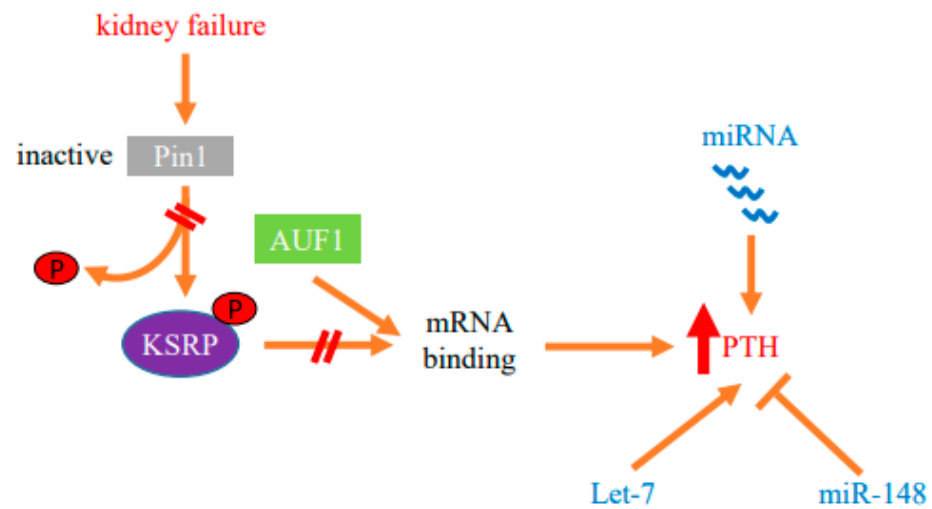 kidney failure
inactive
Pin1
miRNA
AUF1
P
P
KSRP
mRNA
binding
PTH
Let-7
miR-148